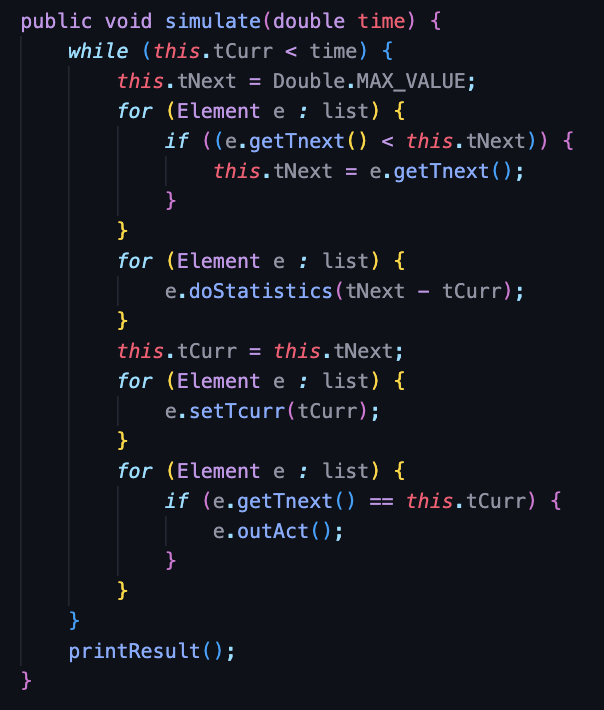 public void simulate(double time) {
    while (this.tCurr < time) {
        this.tNext = Double.MAX_VALUE;
        for (Element e : list) {
            if ((e.getTnext() < this.tNext)) {
                this.tNext = e.getTnext();
            }
        }
        for (Element e : list) {
            e.doStatistics(tNext - tCurr);
        }
        this.tCurr = this.tNext;
        for (Element e : list) {
            e.setTcurr(tCurr);
        }
        for (Element e : list) {
            if (e.getTnext() == this.tCurr) {
                e.outAct();
            }
        }
    }
    printResult();
}